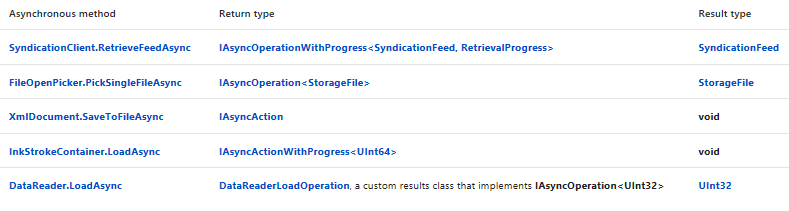 Asynchronous method Return type Result type
SyndicationClient.RetrieveFeedAsync IAsyncOperationWithProgress<SyndicationFeed, RetrievalProgress> SyndicationFeed
FileOpenPicker.PickSingleFileAsync IAsyncOperation<StorageFile> StorageFile
XmlDocument.SaveToFileAsync IAsyncAction void
InkStrokeContainer.LoadAsync IAsyncActionWithProgress<UInt64> void
DataReader.LoadAsync DataReaderLoadOperation, a custom results class that implements IAsyncOperation<UInt32> UInt32